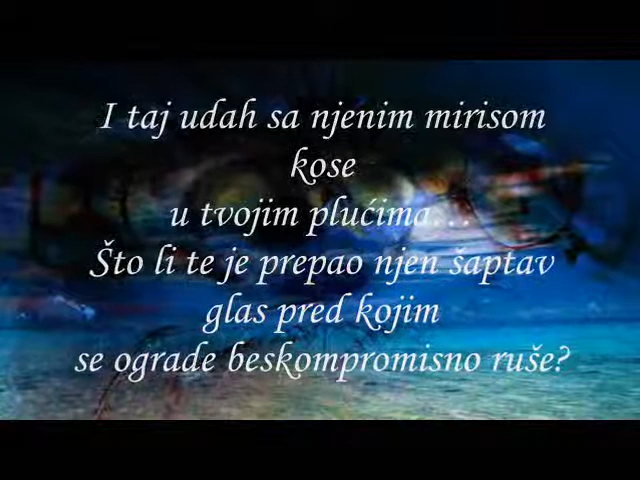 I taj udah sa njenim mirisom
kose
u tvojim plućima...
Što li te je prepao njen šaptav
glas pred kojim
se ograde beskompromisno ruše?